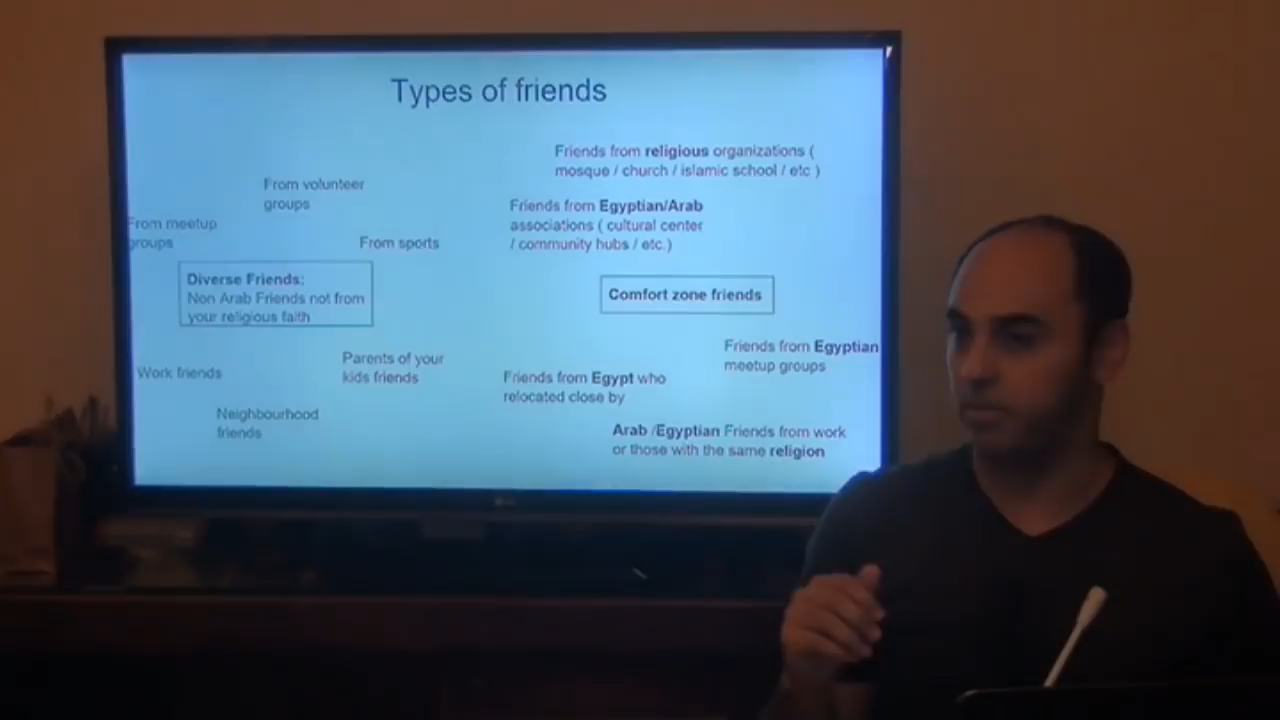 Types of friends
From volunteer
groups
From meetup
groups
From sports
Diverse Friends:
Non Arab Friends not from
your religious faith
Work friends
Parents of your
kids friends
Neighbourhood
friends
Friends from religious organizations (
mosque / church / islamic school / etc )
Friends from Egyptian/Arab
associations ( cultural center
/ community hubs / etc.)
Comfort zone friends
Friends from Egyptian
meetup groups
Friends from Egypt who
relocated close by
Arab /Egyptian Friends from work
or those with the same religion
LG